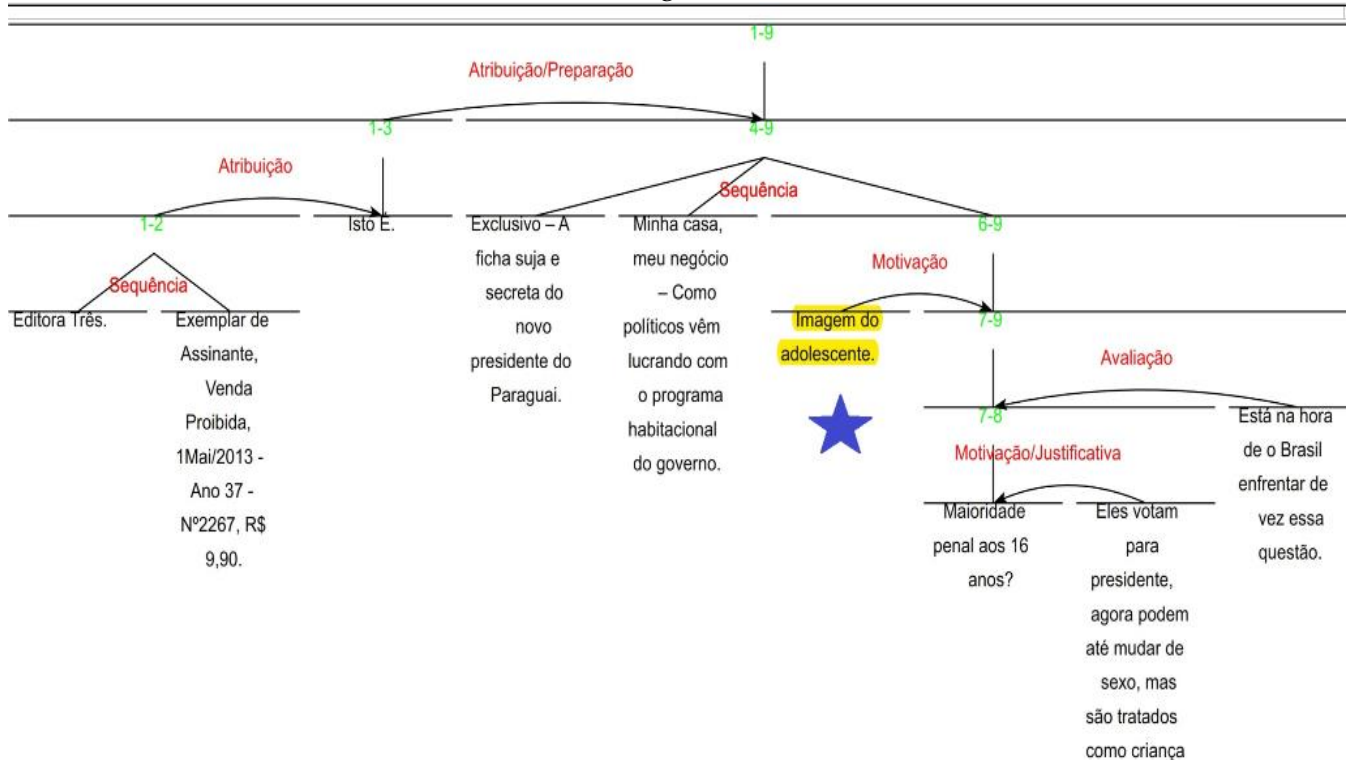 1-9
Atribuição/Preparação
1-3
4-9
Atribuição
Sequência
1-2
Isto É.
Exclusivo – A
ficha suja e
secreta do
novo
presidente do
Paraguai.
Minha casa,
meu negócio
– Como
políticos vêm
lucrando com
o programa
habitacional
do governo.
6-9
Sequência
Motivação
Editora Três.
Exemplar de
Assinante,
Venda
Proibida,
1Mai/2013 -
Ano 37 -
Nº2267, R$
9,90.
Imagem do
adolescente.
7-9
Avaliação
7-8
Está na hora
de o Brasil
enfrentar de
vez essa
questão.
Motivação/Justificativa
Maioridade
penal aos 16
anos?
Eles votam
para
presidente,
agora podem
até mudar de
sexo, mas
são tratados
como criança